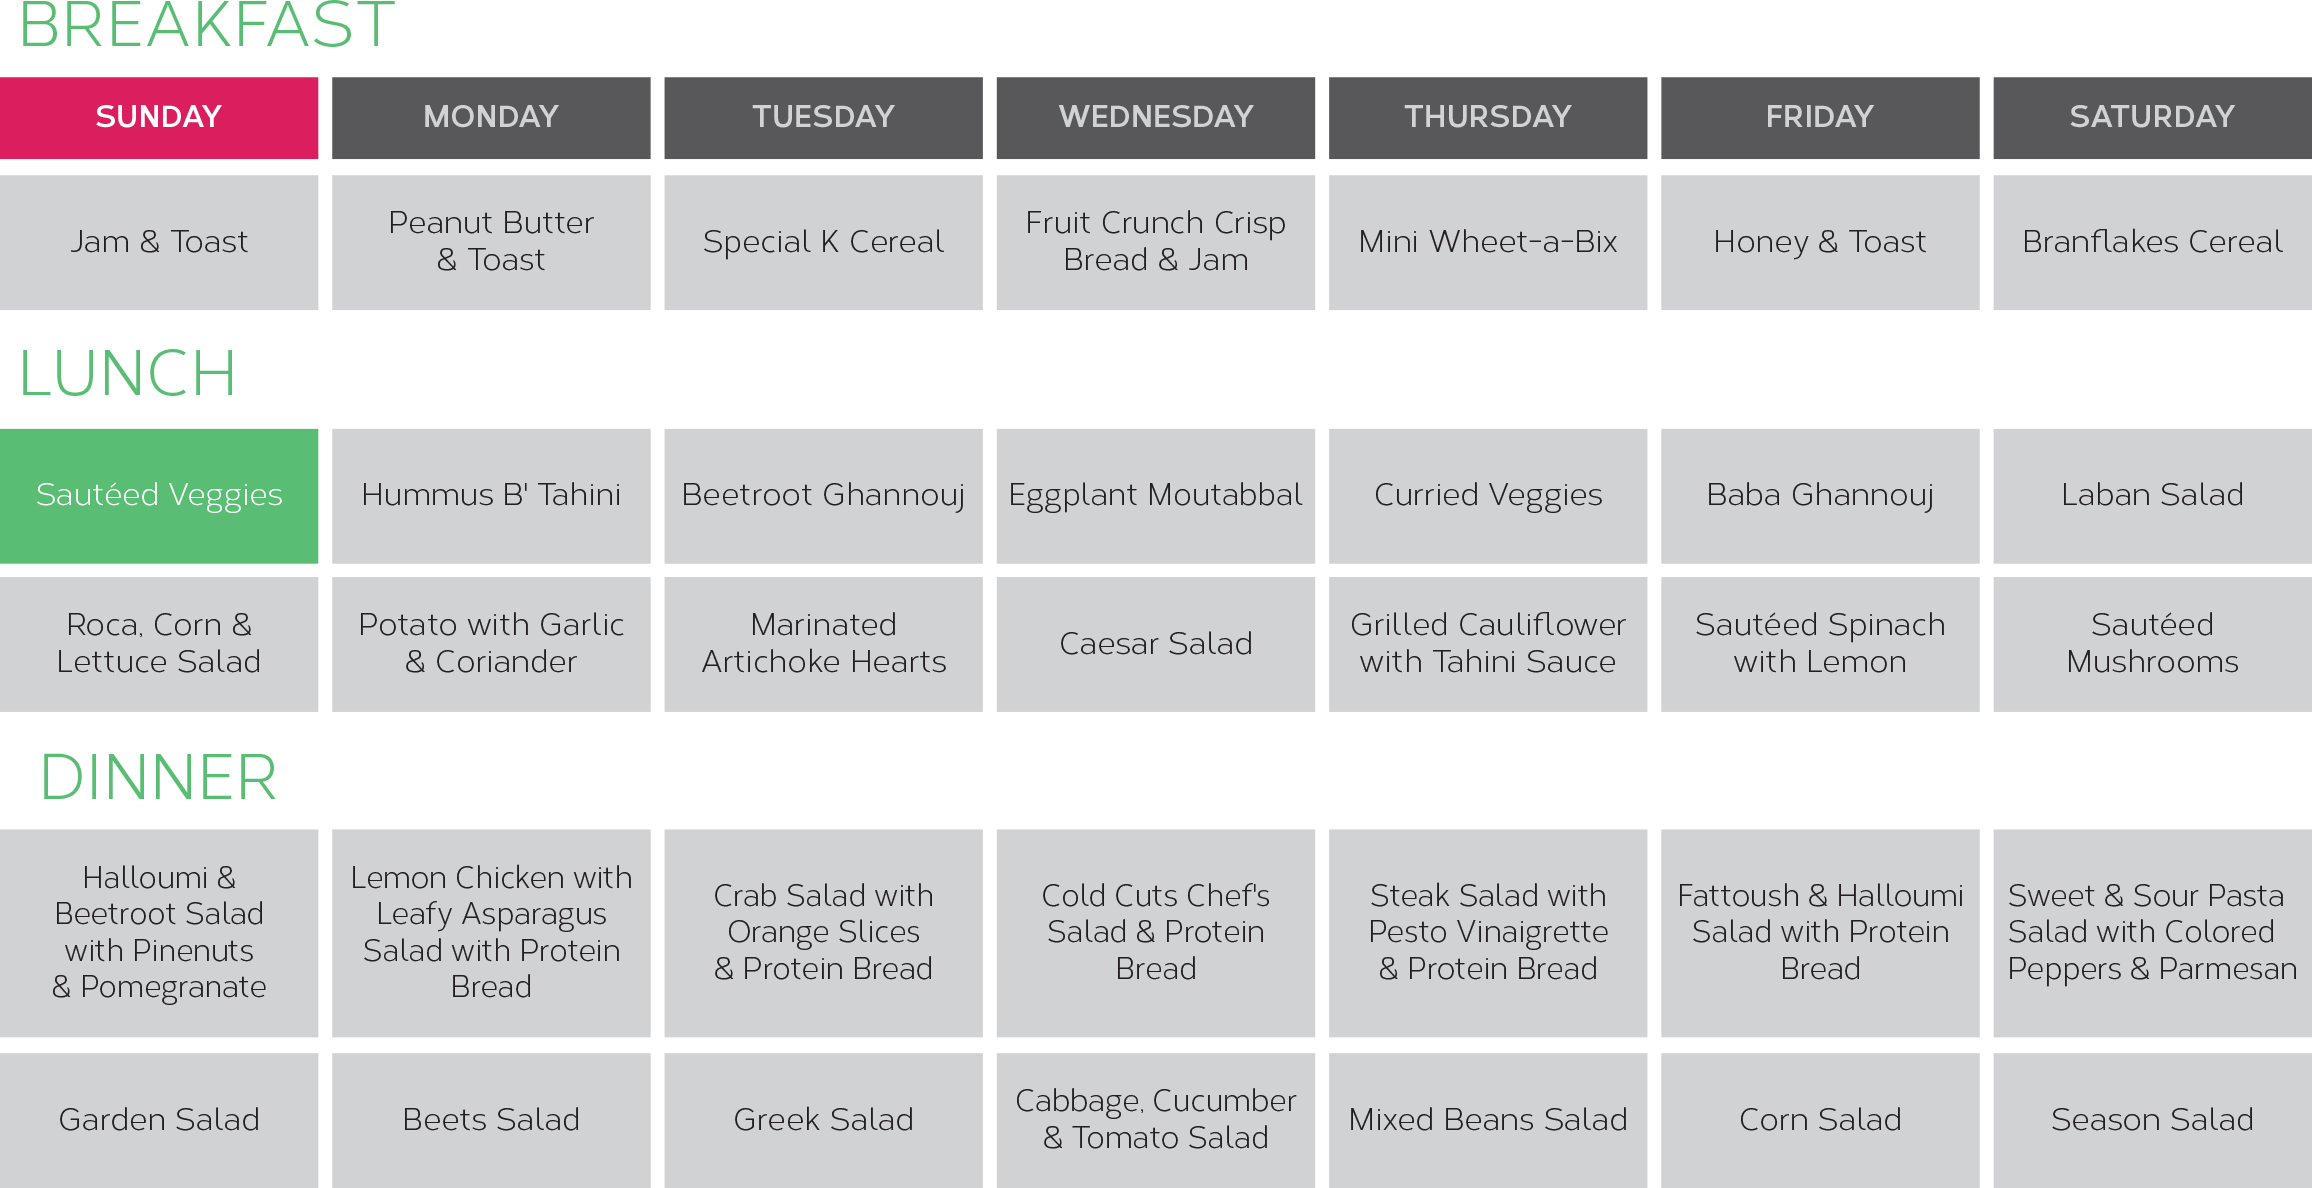 BREAKFAST
SUNDAY
MONDAY
TUESDAY
WEDNESDAY
THURSDAY
FRIDAY
SATURDAY
Jam & Toast
Peanut Butter
& Toast
Special K Cereal
Fruit Crunch Crisp
Bread & Jam
Mini Wheet-a-Bix
Honey & Toast
Branflakes Cereal
LUNCH
Sautéed Veggies
Hummus B' Tahini
Beetroot Ghannouj
Eggplant Moutabbal
Curried Veggies
Baba Ghannouj
Laban Salad
Roca, Corn &
Lettuce Salad
Potato with Garlic
& Coriander
Marinated
Artichoke Hearts
Caesar Salad
Grilled Cauliflower
with Tahini Sauce
Sautéed Spinach
with Lemon
Sautéed
Mushrooms
DINNER
Halloumi &
Beetroot Salad
with Pinenuts
& Pomegranate
Lemon Chicken with
Leafy Asparagus
Salad with Protein
Bread
Crab Salad with
Orange Slices
& Protein Bread
Cold Cuts Chef's
Salad & Protein
Bread
Steak Salad with
Pesto Vinaigrette
& Protein Bread
Fattoush & Halloumi
Salad with Protein
Bread
Sweet & Sour Pasta
Salad with Colored
Peppers & Parmesan
Garden Salad
Beets Salad
Greek Salad
Cabbage, Cucumber
& Tomato Salad
Mixed Beans Salad
Corn Salad
Season Salad